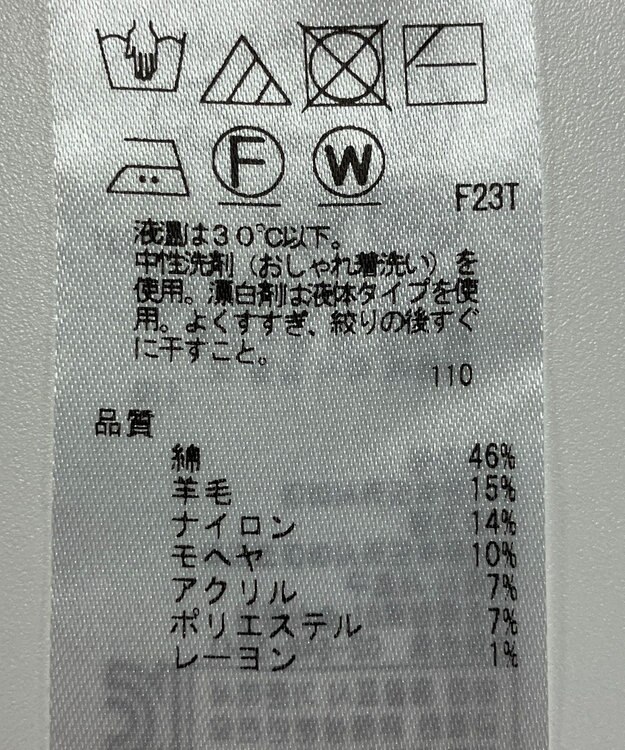 F W
F23T
液温は30℃以下。
中性洗剤（おしゃれ着洗い）を
使用。漂白剤は液体タイプを使
用。よくすすぎ、絞りの後すぐ
に干すこと。
110
品質
綿 46%
羊毛 15%
ナイロン 14%
モヘヤ 10%
アクリル 7%
ポリエステル 7%
レーヨン 1%